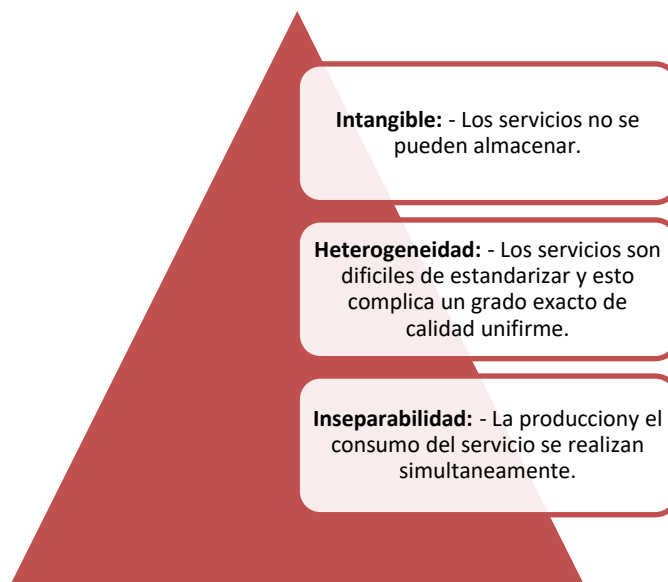 Intangible: - Los servicios no se
pueden almacenar.
Heterogeneidad: - Los servicios son
dificiles de estandarizar y esto
complica un grado exacto de
calidad unifirme.
Inseparabilidad: - La producciony el
consumo del servicio se realizan
simultaneamente.